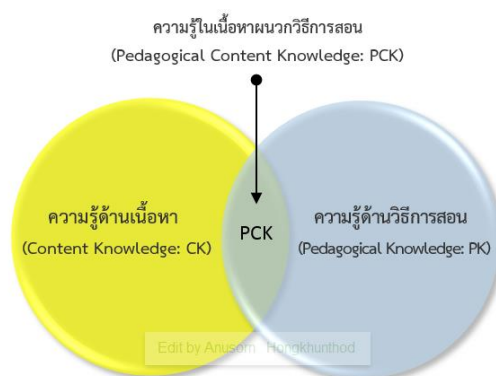 ความรู้ในเนื้อหาผนวกวิธีการสอน
(Pedagogical Content Knowledge: PCK)
ความรู้ด้านเนื้อหา
(Content Knowledge: CK)
PCK
ความรู้ด้านวิธีการสอน
(Pedagogical Knowledge: PK)
Edit by Anusorn Hongkhunthod